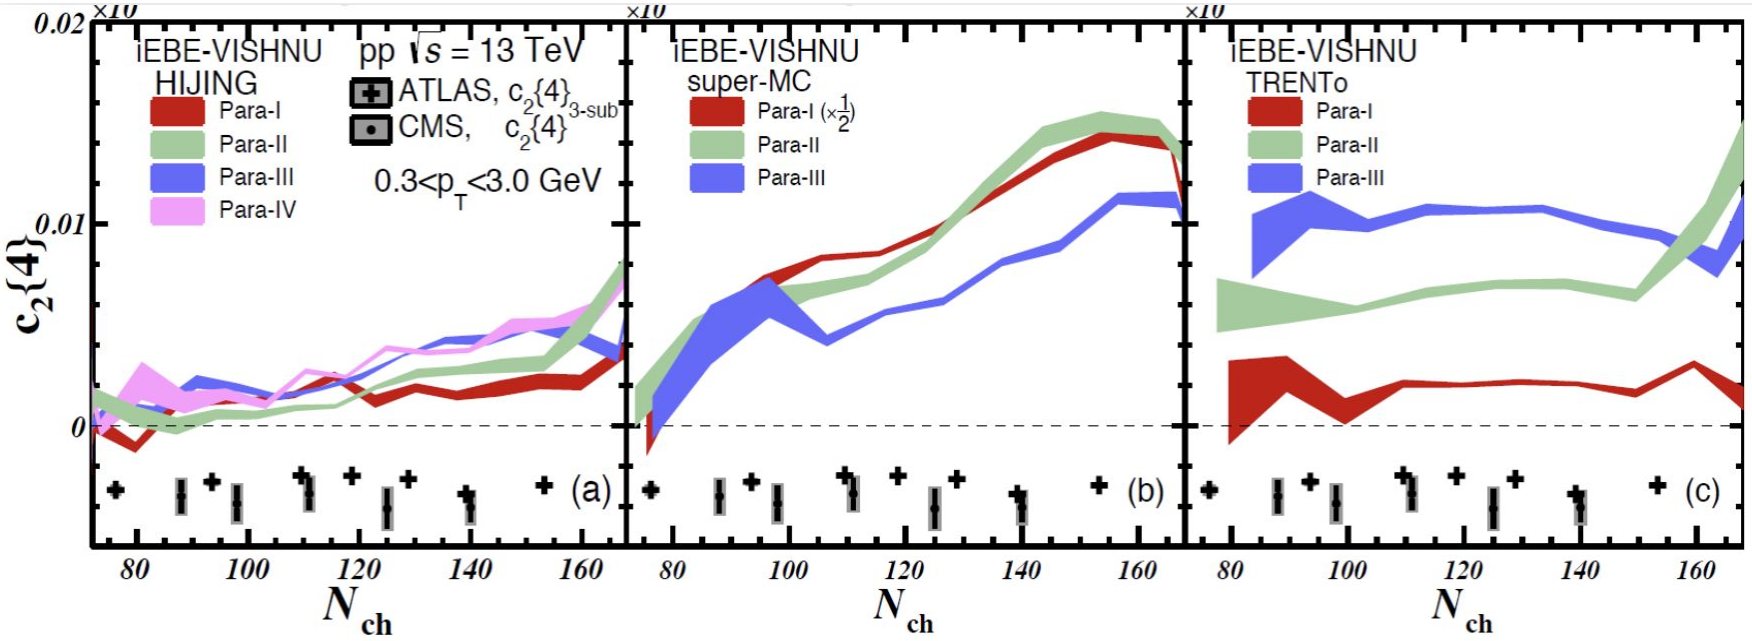 ×10
0.02
0.01
0
c2{4}
iEBE-VISHNU
HIJING
Para-I
Para-II
Para-III
Para-IV
pp √s = 13 TeV
ATLAS, c2{4}3-sub
CMS, c2{4}
0.3<pT<3.0 GeV
(a)
80 100 120 140 160
Nch
×10
iEBE-VISHNU
super-MC
Para-I (×1/2)
Para-II
Para-III
(b)
80 100 120 140 160
Nch
×10
iEBE-VISHNU
TRENTo
Para-I
Para-II
Para-III
(c)
80 100 120 140 160
Nch